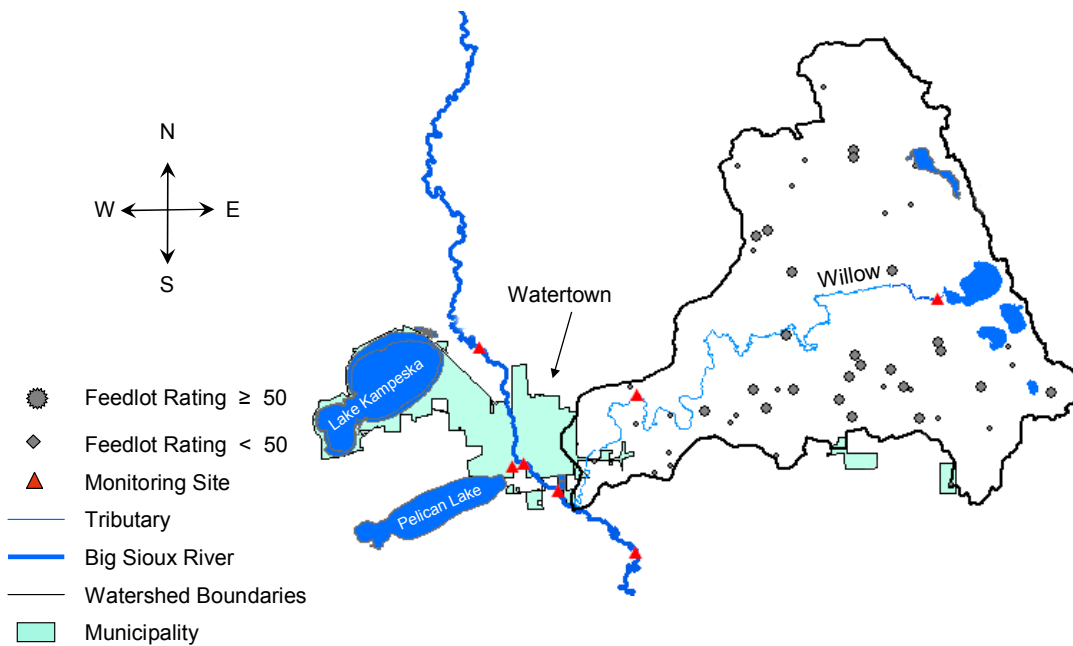 N
W E
S
Watertown
Willow
Lake Kampeska
Pelican Lake
Feedlot Rating ≥ 50
Feedlot Rating < 50
Monitoring Site
Tributary
Big Sioux River
Watershed Boundaries
Municipality